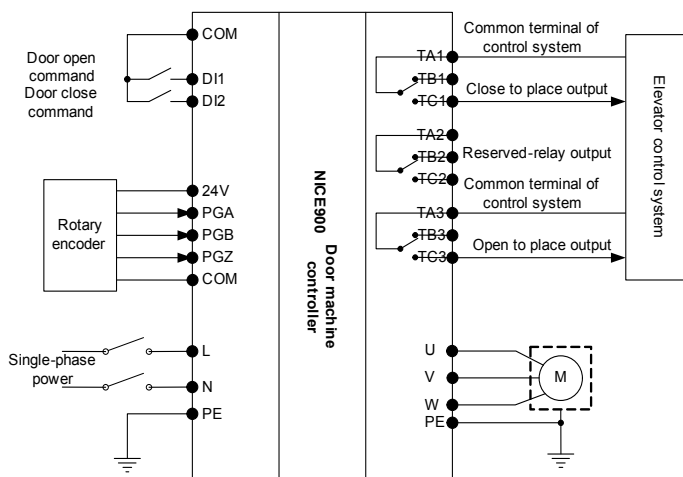 COM
Door open
command
Door close
command
DI1
DI2
24V
PGA
PGB
PGZ
COM
Rotary
encoder
Single-phase
power
L
N
PE
NICE900 Door machine
controller
TA1
TB1
TC1
TA2
TB2
TC2
TA3
TB3
TC3
U
V
W
PE
Common terminal of
control system
Close to place output
Reserved-relay output
Common terminal of
control system
Open to place output
Elevator control system
M